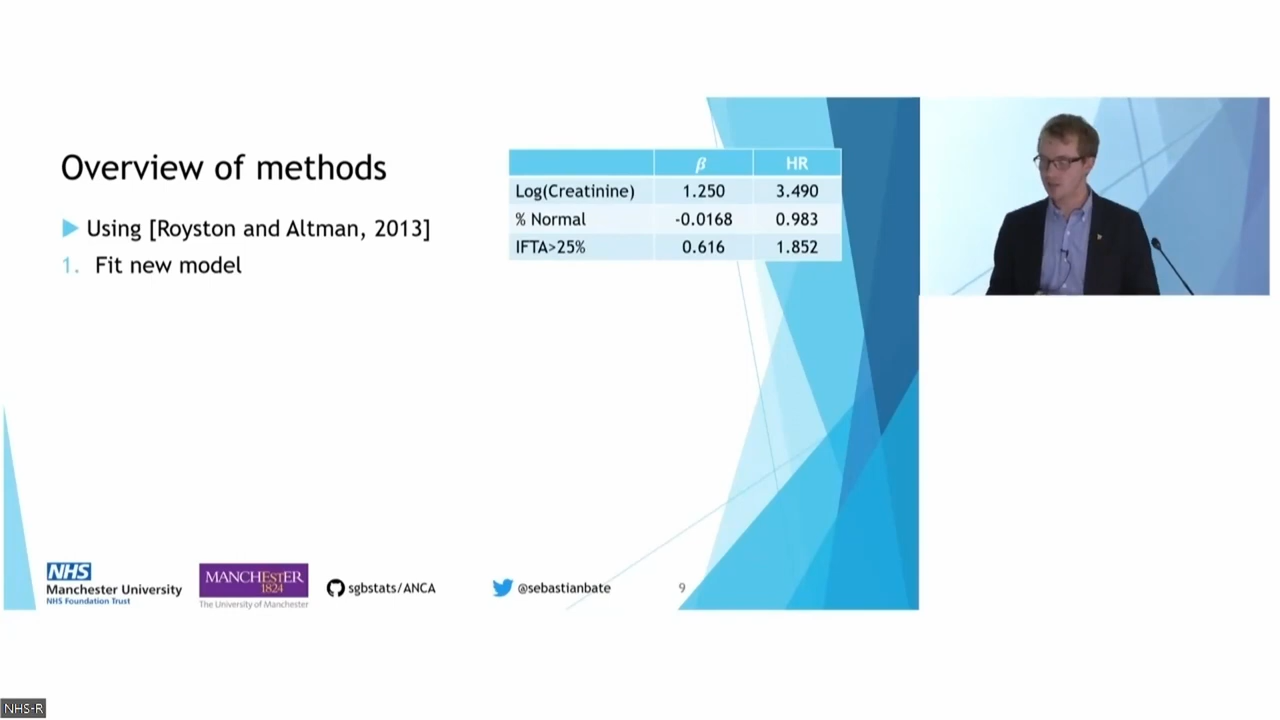 Overview of methods
Using [Royston and Altman, 2013]
1. Fit new model
β HR
Log(Creatinine) 1.250 3.490
% Normal -0.0168 0.983
IFTA>25% 0.616 1.852
NHS
Manchester University
NHS Foundation Trust
MANCHESTER
1824
The University of Manchester
sgbstats/ANCA
@sebastianbate
9
NHS-R